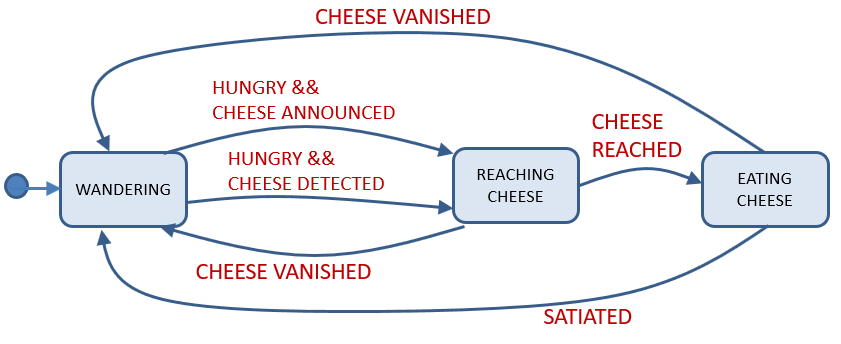 CHEESE VANISHED
HUNGRY &&
CHEESE ANNOUNCED
HUNGRY &&
CHEESE DETECTED
CHEESE
REACHED
WANDERING
REACHING
CHEESE
EATING
CHEESE
CHEESE VANISHED
SATIATED